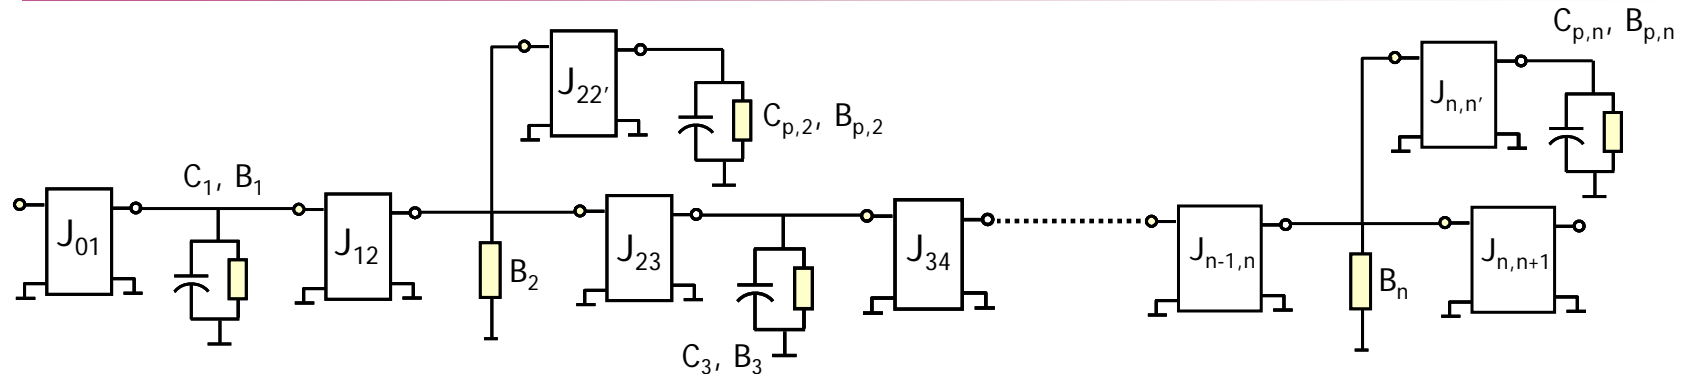 C_{p,n}, B_{p,n}
J_{22'}
J_{n,n'}
C_{p,2}, B_{p,2}
C_1, B_1
J_{01}
J_{12}
B_2
J_{23}
J_{34}
J_{n-1,n}
B_n
J_{n,n+1}
C_3, B_3